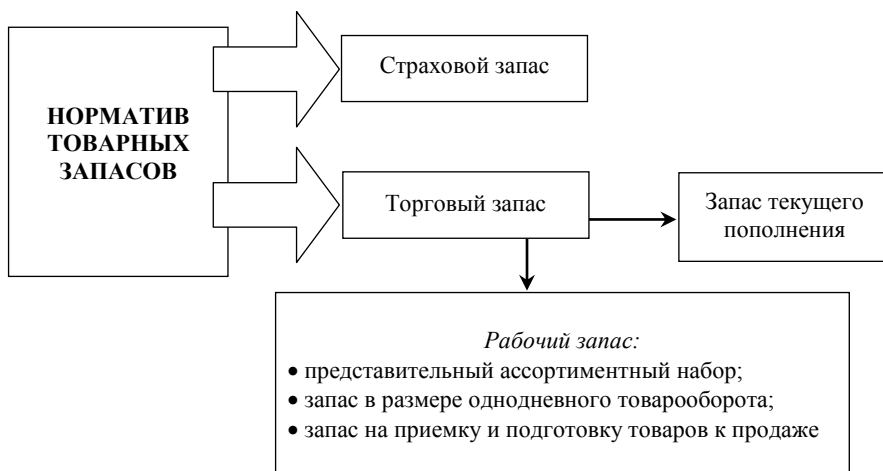 НОРМАТИВ
ТОВАРНЫХ
ЗАПАСОВ
Страховой запас
Торговый запас
Запас текущего
пополнения
Рабочий запас:
• представительный ассортиментный набор;
• запас в размере однодневного товарооборота;
• запас на приемку и подготовку товаров к продаже